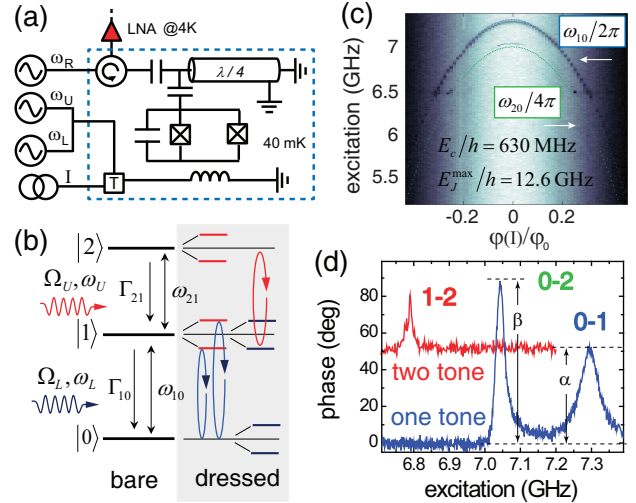 (a)
LNA @4K
ω_R
λ/4
ω_U
ω_L
40 mK
I
T
(b)
|2⟩
Ω_U, ω_U
Γ_21
ω_21
|1⟩
Ω_L, ω_L
Γ_10
ω_10
|0⟩
bare
dressed
(c)
excitation (GHz)
7
6.5
6
5.5
ω_10/2π
ω_20/4π
E_c/h = 630 MHz
E_J^max/h = 12.6 GHz
-0.2 0 0.2
φ(I)/φ_0
(d)
phase (deg)
80
60
40
20
0
1-2
0-2
0-1
β
α
two tone
one tone
6.8 6.9 7.0 7.1 7.2 7.3
excitation (GHz)